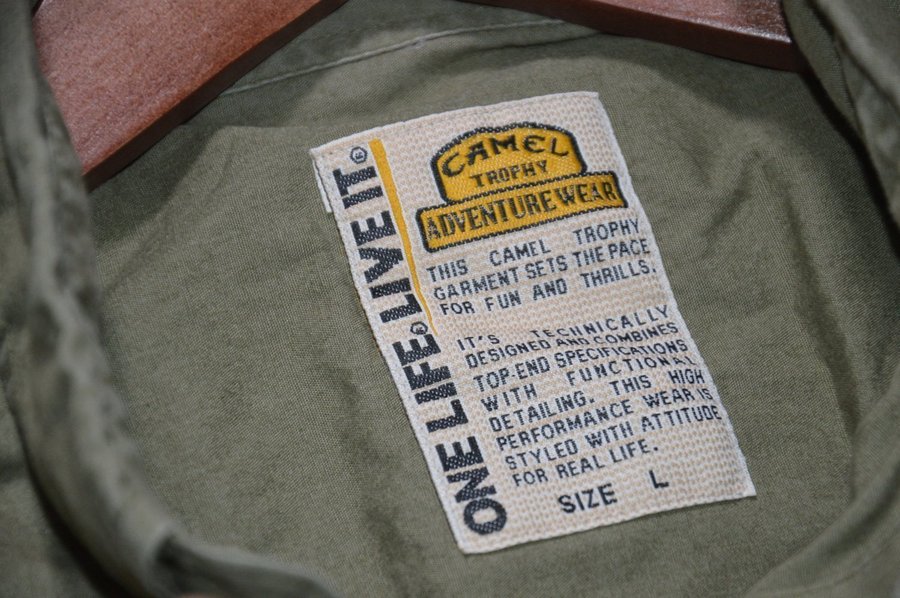 CAMEL
TROPHY
ADVENTURE WEAR
ONE LIFE® LIVE IT®
THIS CAMEL TROPHY
GARMENT SETS THE PACE
FOR FUN AND THRILLS.
IT'S TECHNICALLY
DESIGNED AND COMBINES
TOP-END SPECIFICATIONS
WITH FUNCTIONAL
DETAILING. THIS HIGH
PERFORMANCE WEAR IS
STYLED WITH ATTITUDE
FOR REAL LIFE.
SIZE L